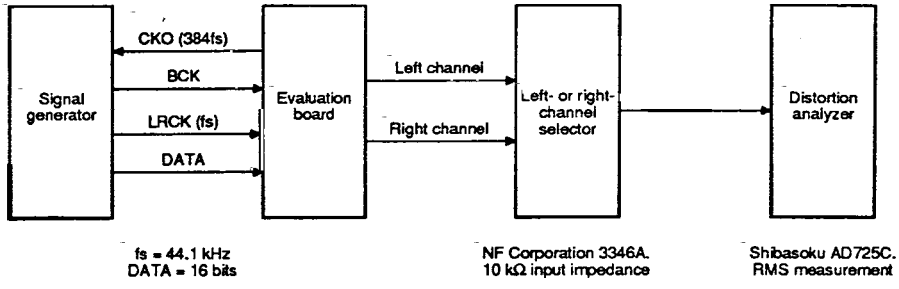 CKO (384fs)
BCK
LRCK (fs)
DATA
Signal
generator
Evaluation
board
Left channel
Right channel
Left- or right-
channel
selector
Distortion
analyzer
fs = 44.1 kHz
DATA = 16 bits
NF Corporation 3346A.
10 kΩ input impedance
Shibasoku AD725C.
RMS measurement